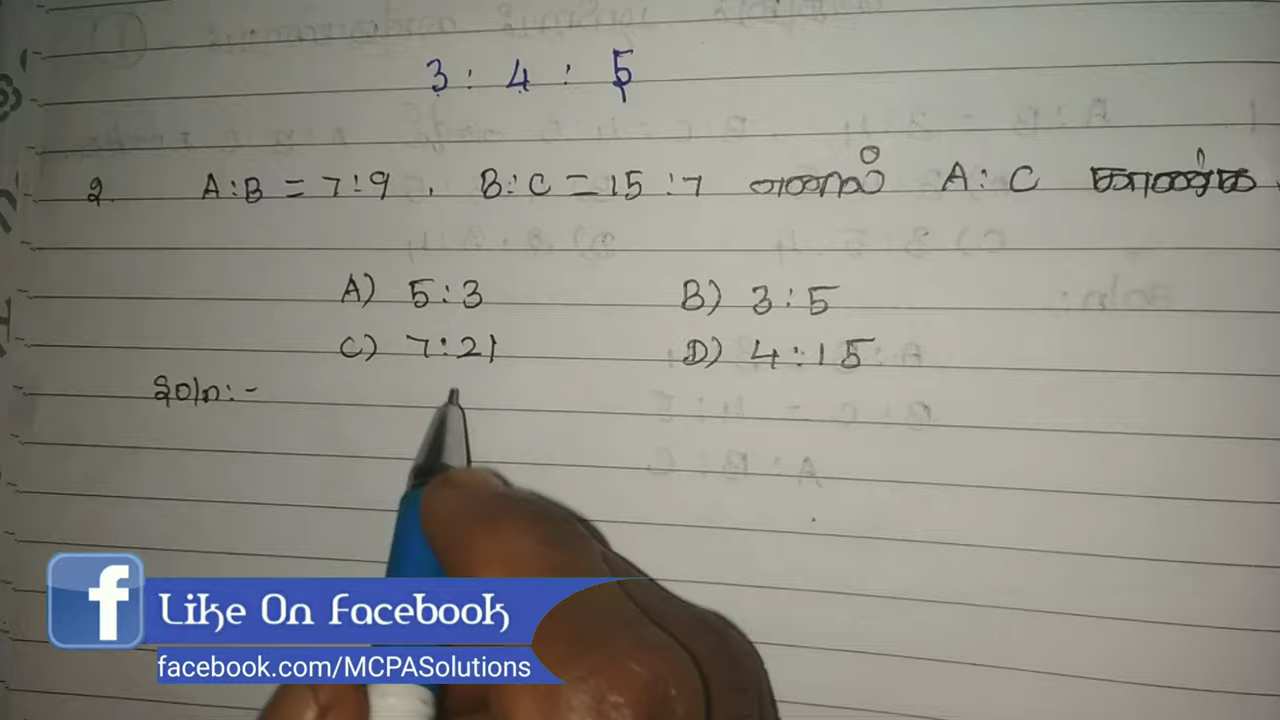 3 : 4 : 5
2. A:B = 7:9 , B:C = 15:7 எனில் A:C காண்க.
A) 5:3 B) 3:5
C) 7:21 D) 4:15
Soln:-
Like On Facebook
facebook.com/MCPASolutions